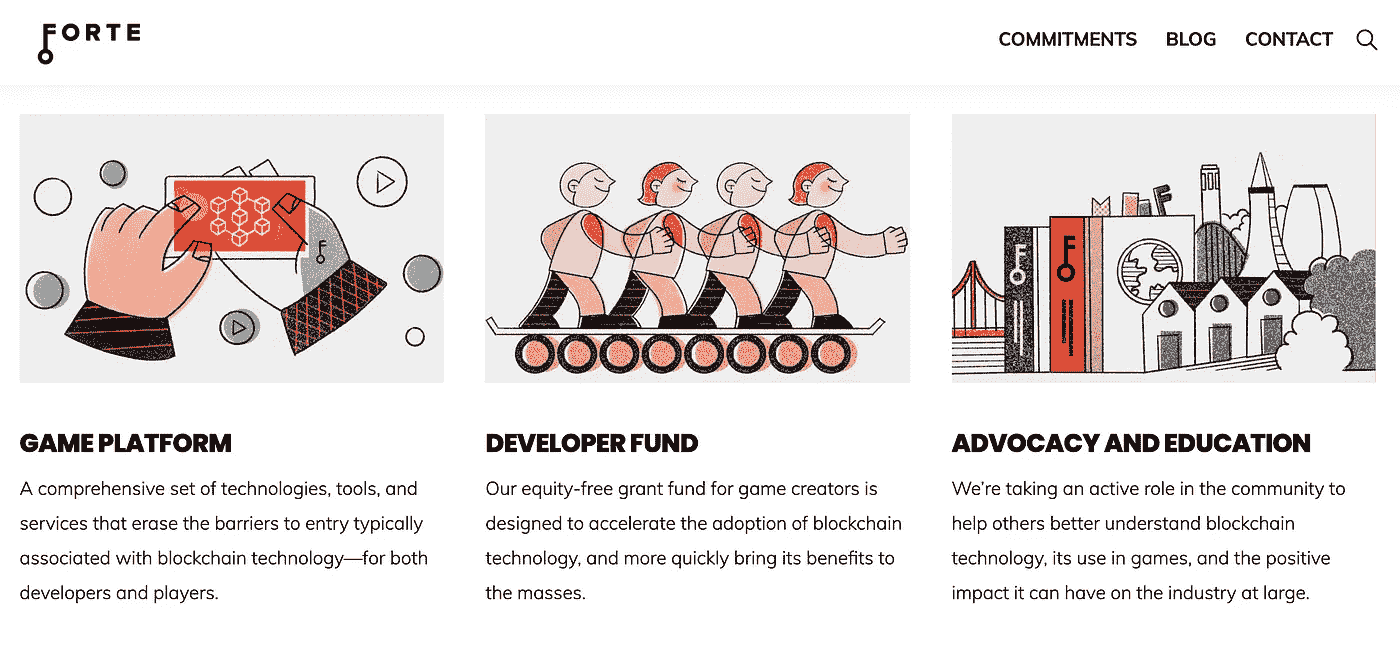 FORTE
COMMITMENTS BLOG CONTACT
GAME PLATFORM
A comprehensive set of technologies, tools, and
services that erase the barriers to entry typically
associated with blockchain technology—for both
developers and players.
DEVELOPER FUND
Our equity-free grant fund for game creators is
designed to accelerate the adoption of blockchain
technology, and more quickly bring its benefits to
the masses.
ADVOCACY AND EDUCATION
We’re taking an active role in the community to
help others better understand blockchain
technology, its use in games, and the positive
impact it can have on the industry at large.